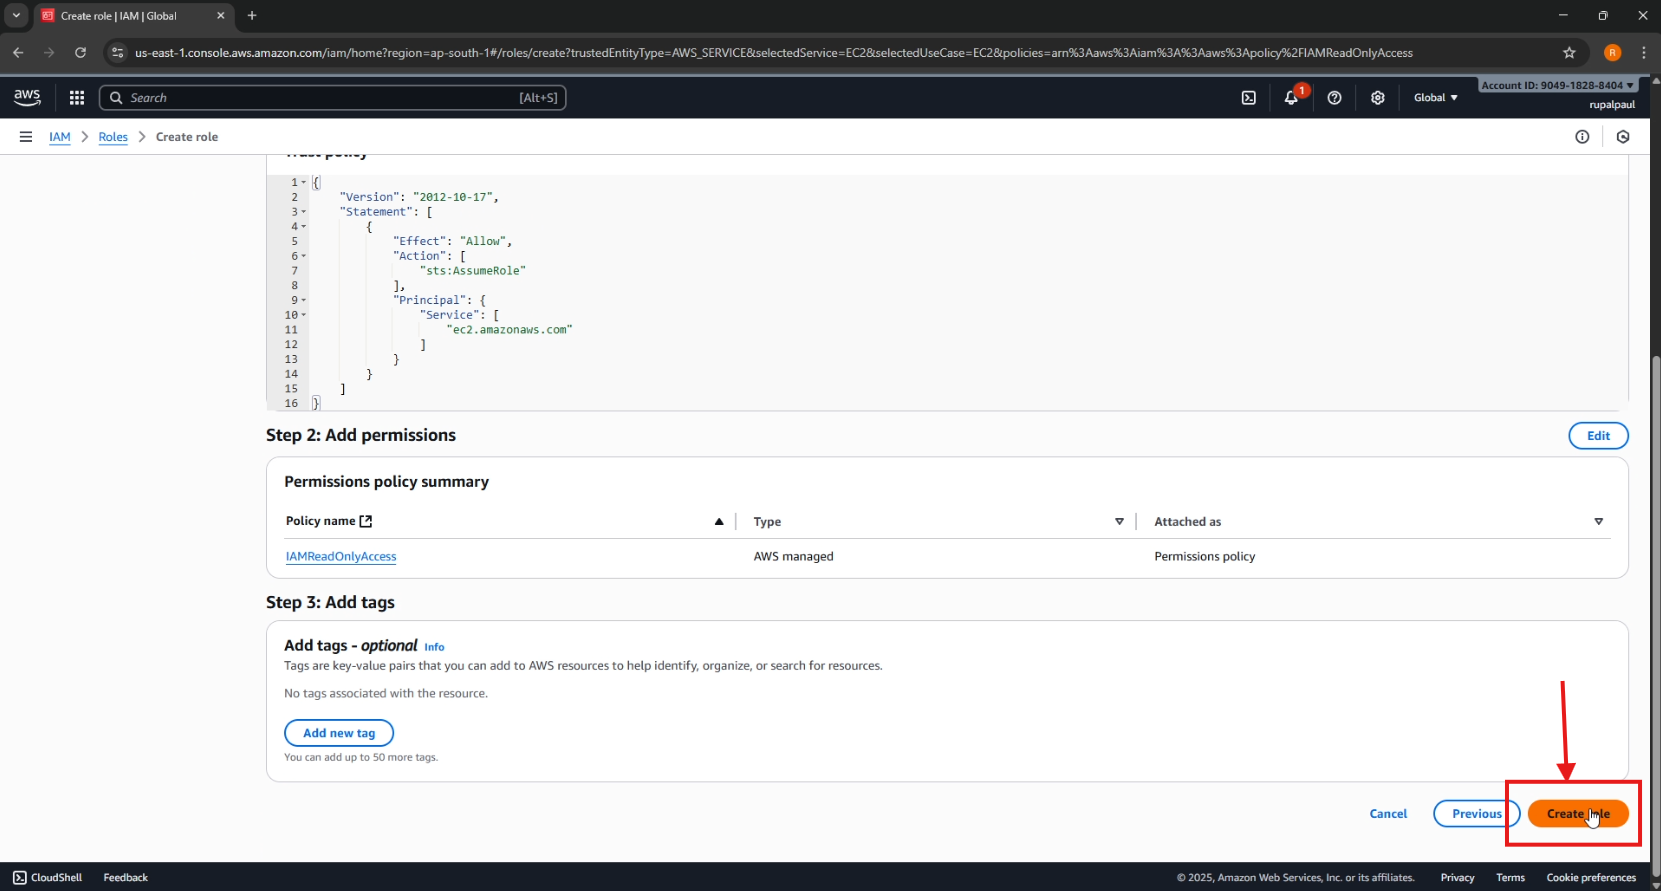 Create role | IAM | Global
us-east-1.console.aws.amazon.com/iam/home?region=ap-south-1#/roles/create?trustedEntityType=AWS_SERVICE&selectedService=EC2&selectedUseCase=EC2&policies=arn%3Aaws%3Aiam%3A%3Aaws%3Apolicy%2FIAMReadOnlyAccess
R
aws
Search [Alt+S]
1
Global
Account ID: 9049-1828-8404
rupalpaul
IAM > Roles > Create role
Trust policy
1 {
2 "Version": "2012-10-17",
3 "Statement": [
4 {
5 "Effect": "Allow",
6 "Action": [
7 "sts:AssumeRole"
8 ],
9 "Principal": {
10 "Service": [
11 "ec2.amazonaws.com"
12 ]
13 }
14 }
15 ]
16 }
Step 2: Add permissions
Edit
Permissions policy summary
Policy name Type Attached as
IAMReadOnlyAccess AWS managed Permissions policy
Step 3: Add tags
Add tags - optional Info
Tags are key-value pairs that you can add to AWS resources to help identify, organize, or search for resources.
No tags associated with the resource.
Add new tag
You can add up to 50 more tags.
Cancel Previous Create role
CloudShell Feedback © 2025, Amazon Web Services, Inc. or its affiliates. Privacy Terms Cookie preferences